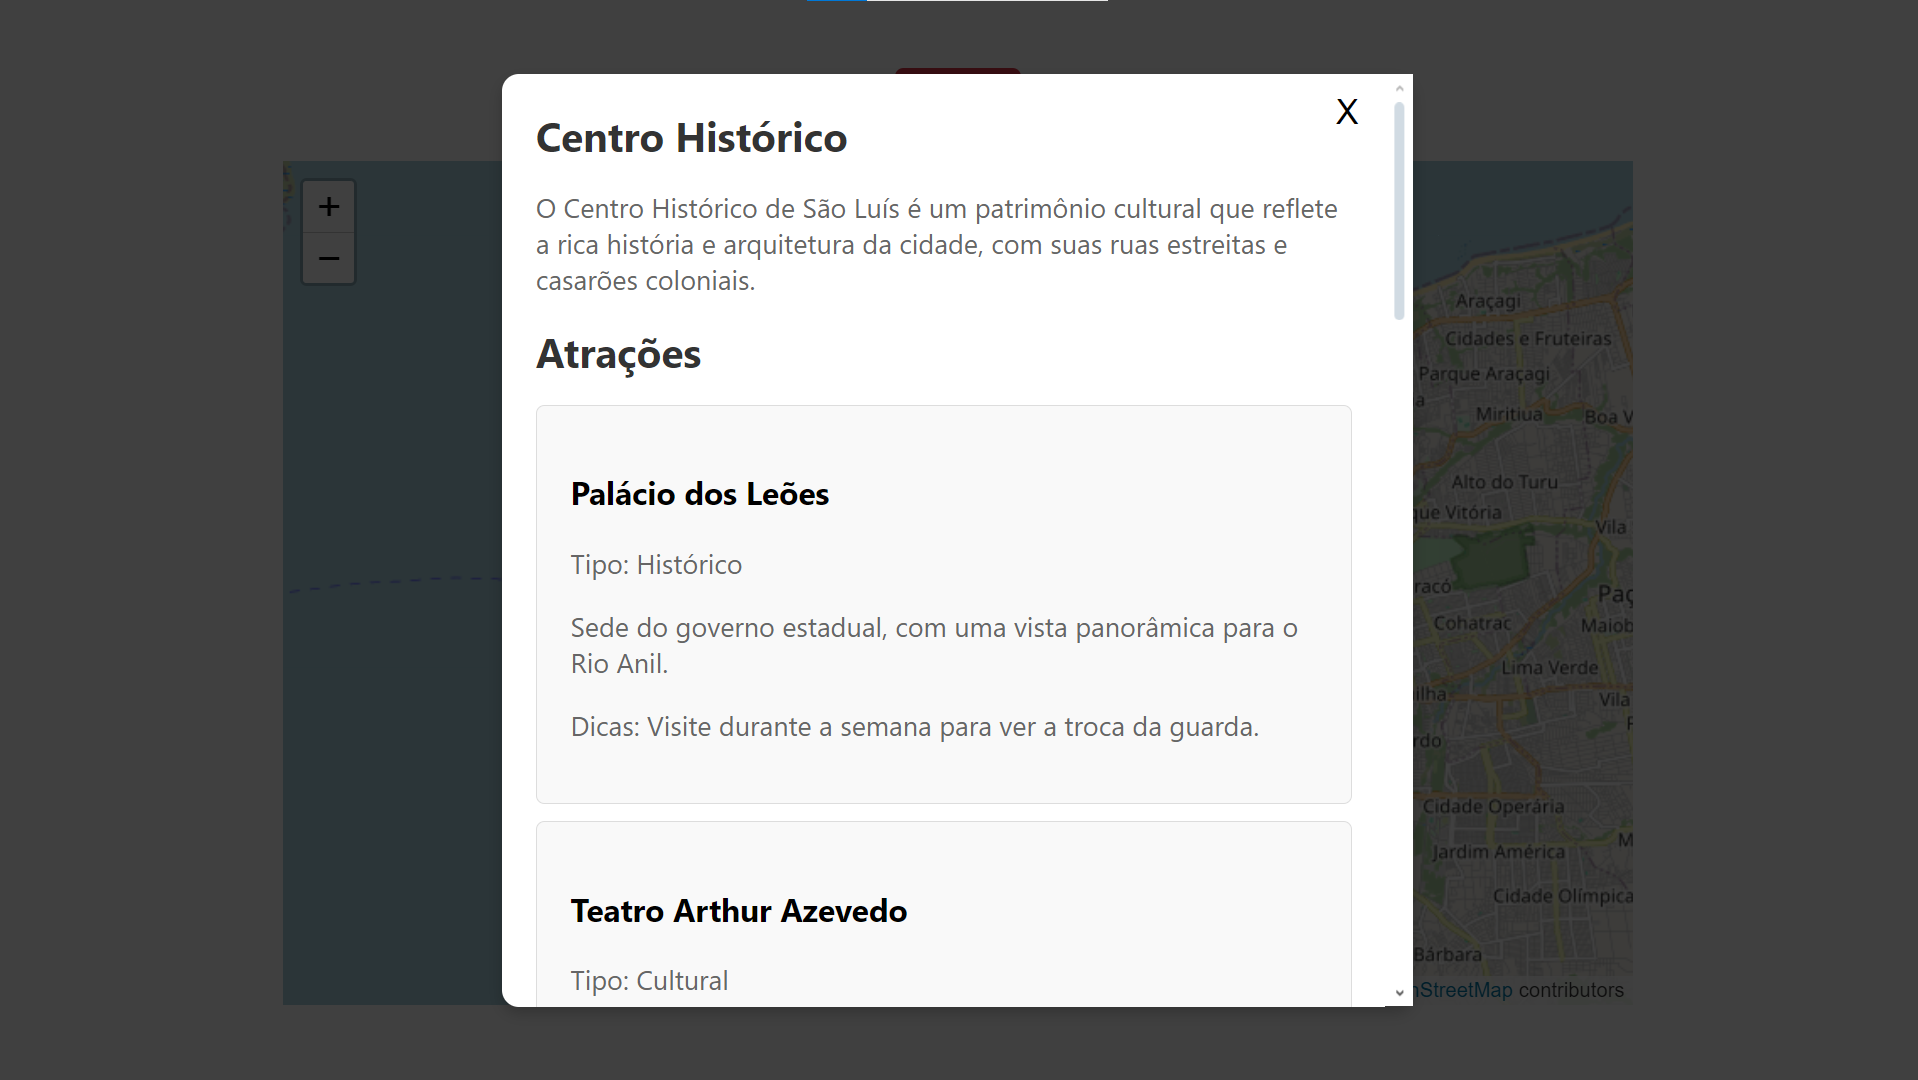 X
Centro Histórico
O Centro Histórico de São Luís é um patrimônio cultural que reflete
a rica história e arquitetura da cidade, com suas ruas estreitas e
casarões coloniais.
Atrações
Palácio dos Leões
Tipo: Histórico
Sede do governo estadual, com uma vista panorâmica para o
Rio Anil.
Dicas: Visite durante a semana para ver a troca da guarda.
Teatro Arthur Azevedo
Tipo: Cultural
+
−
Araçagi
Cidades e Fruteiras
Parque Araçagi
Miritiua
Boa V
Alto do Turu
que Vitória
Vila
racó
Paç
Cohatrac
Maiob
Lima Verde
ilha
Vila
rdo
Cidade Operária
Jardim América
Cidade Olímpica
Bárbara
nStreetMap contributors